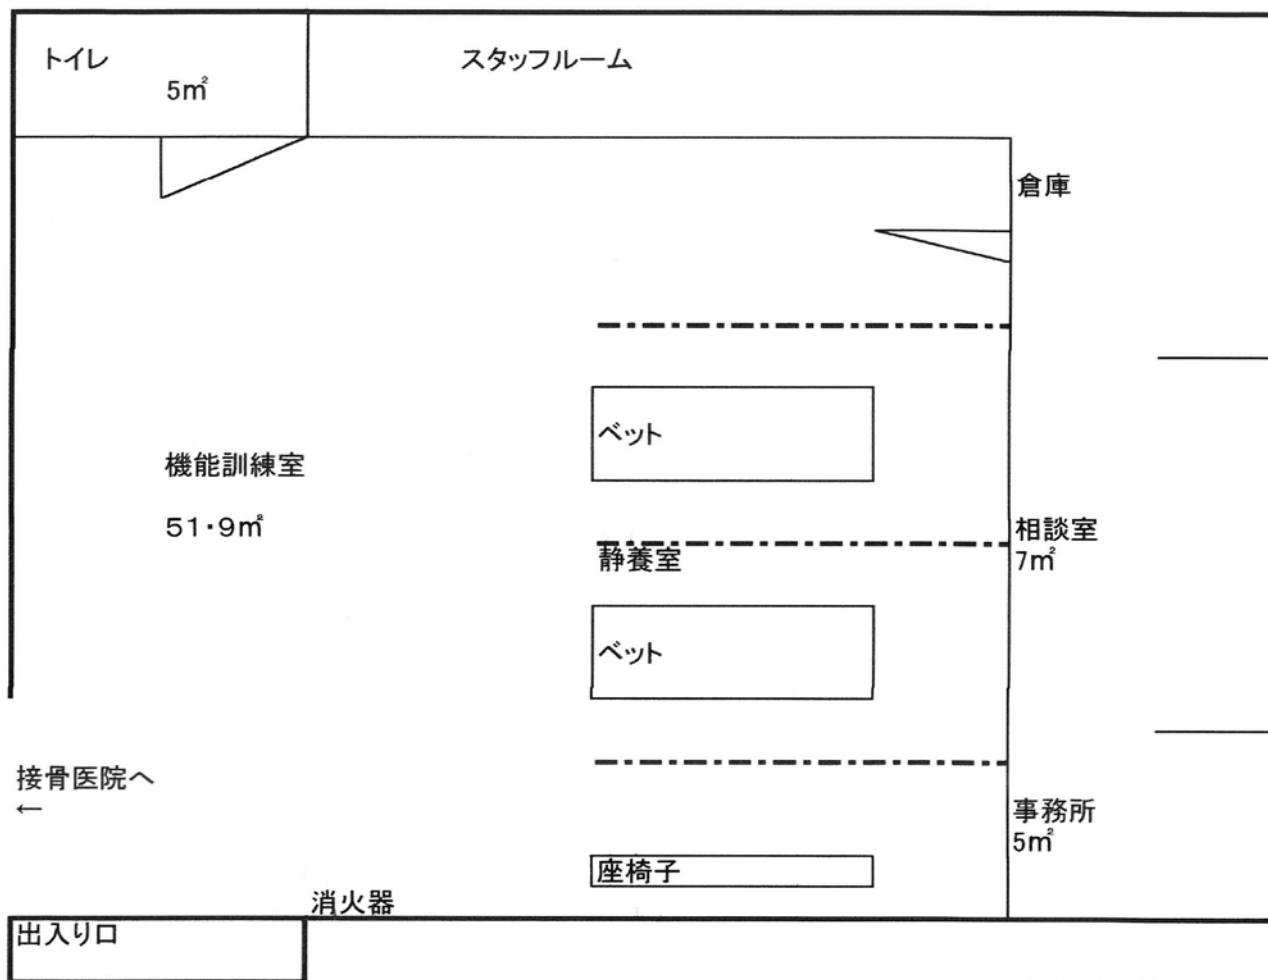 トイレ
5㎡
スタッフルーム
倉庫
ベット
機能訓練室
51・9㎡
静養室
相談室
7㎡
ベット
接骨医院へ
←
事務所
5㎡
座椅子
消火器
出入り口